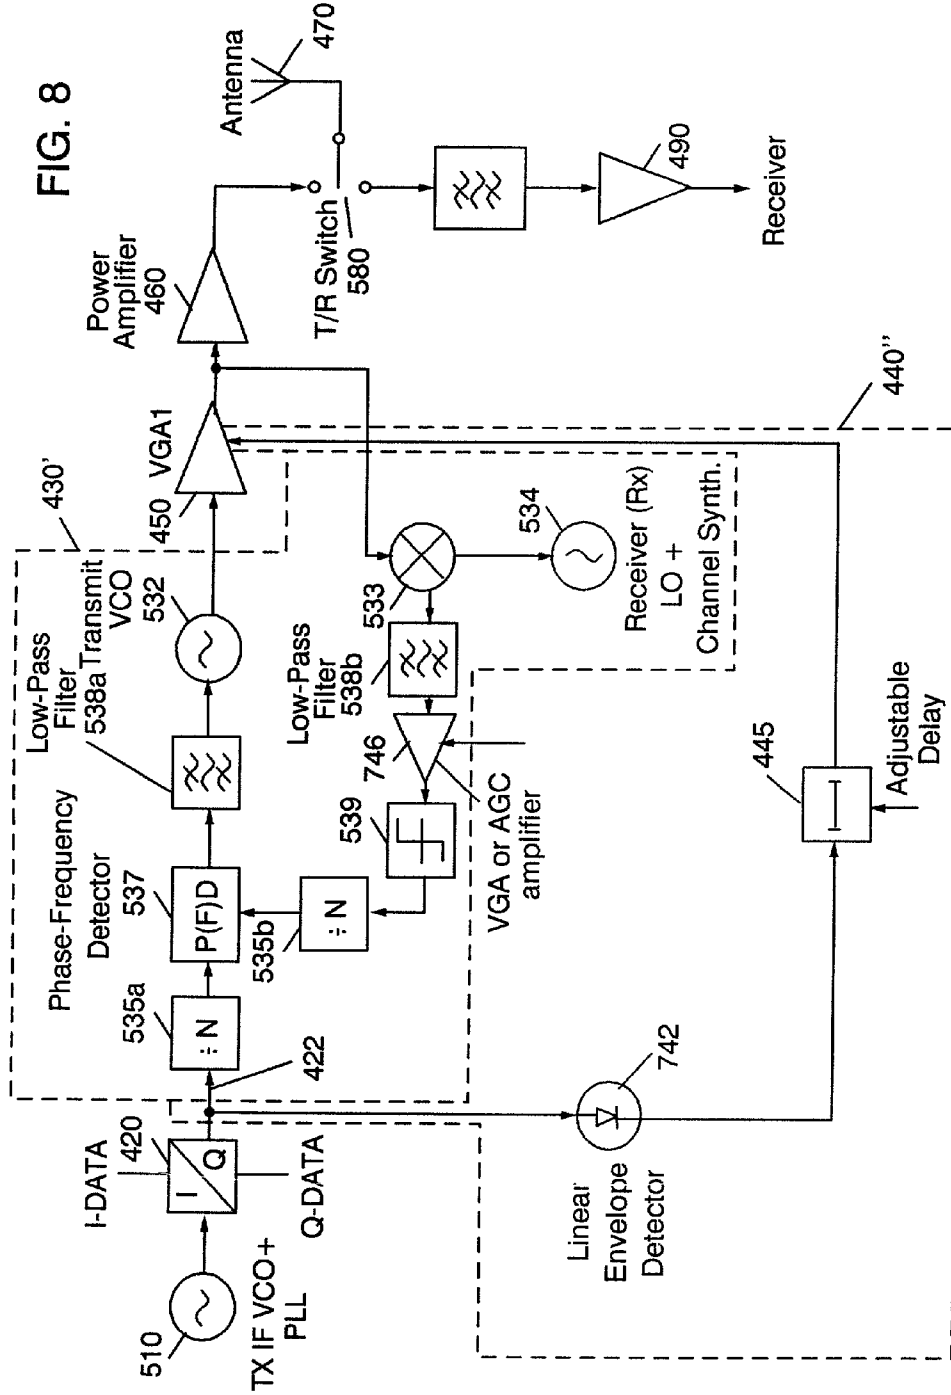 FIG. 8
Antenna
470
Power
Amplifier
460
T/R Switch
580
490
Receiver
VGA1
450
430'
440"
Low-Pass
Filter
538a
Transmit
VCO
532
Phase-Frequency
Detector
537
P(F)D
535a
÷ N
422
I-DATA
420
I
Q
Q-DATA
510
TX IF VCO+
PLL
533
534
Receiver (Rx)
LO +
Channel Synth.
Low-Pass
Filter
538b
746
539
VGA or AGC
amplifier
535b
÷ N
742
Linear
Envelope
Detector
445
Adjustable
Delay